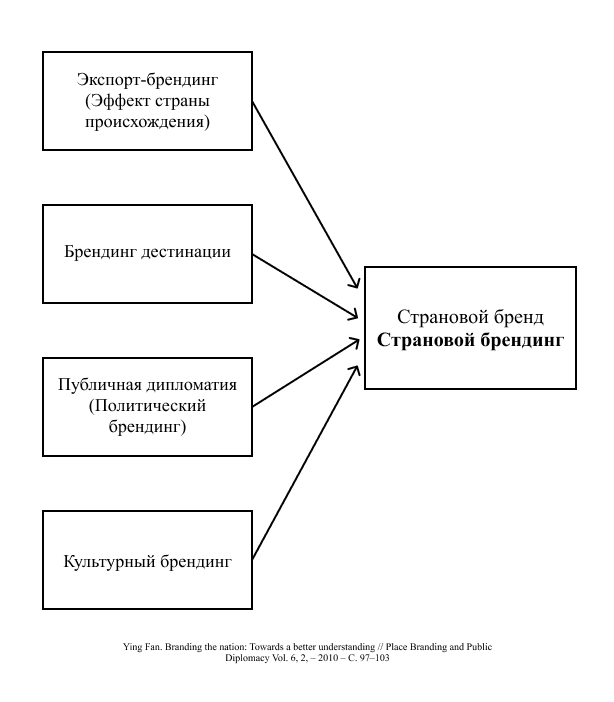 Экспорт-брендинг
(Эффект страны
происхождения)
Брендинг дестинации
Публичная дипломатия
(Политический
брендинг)
Культурный брендинг
Страновой бренд
Страновой брендинг
Ying Fan. Branding the nation: Towards a better understanding // Place Branding and Public
Diplomacy Vol. 6, 2, – 2010 – C. 97–103